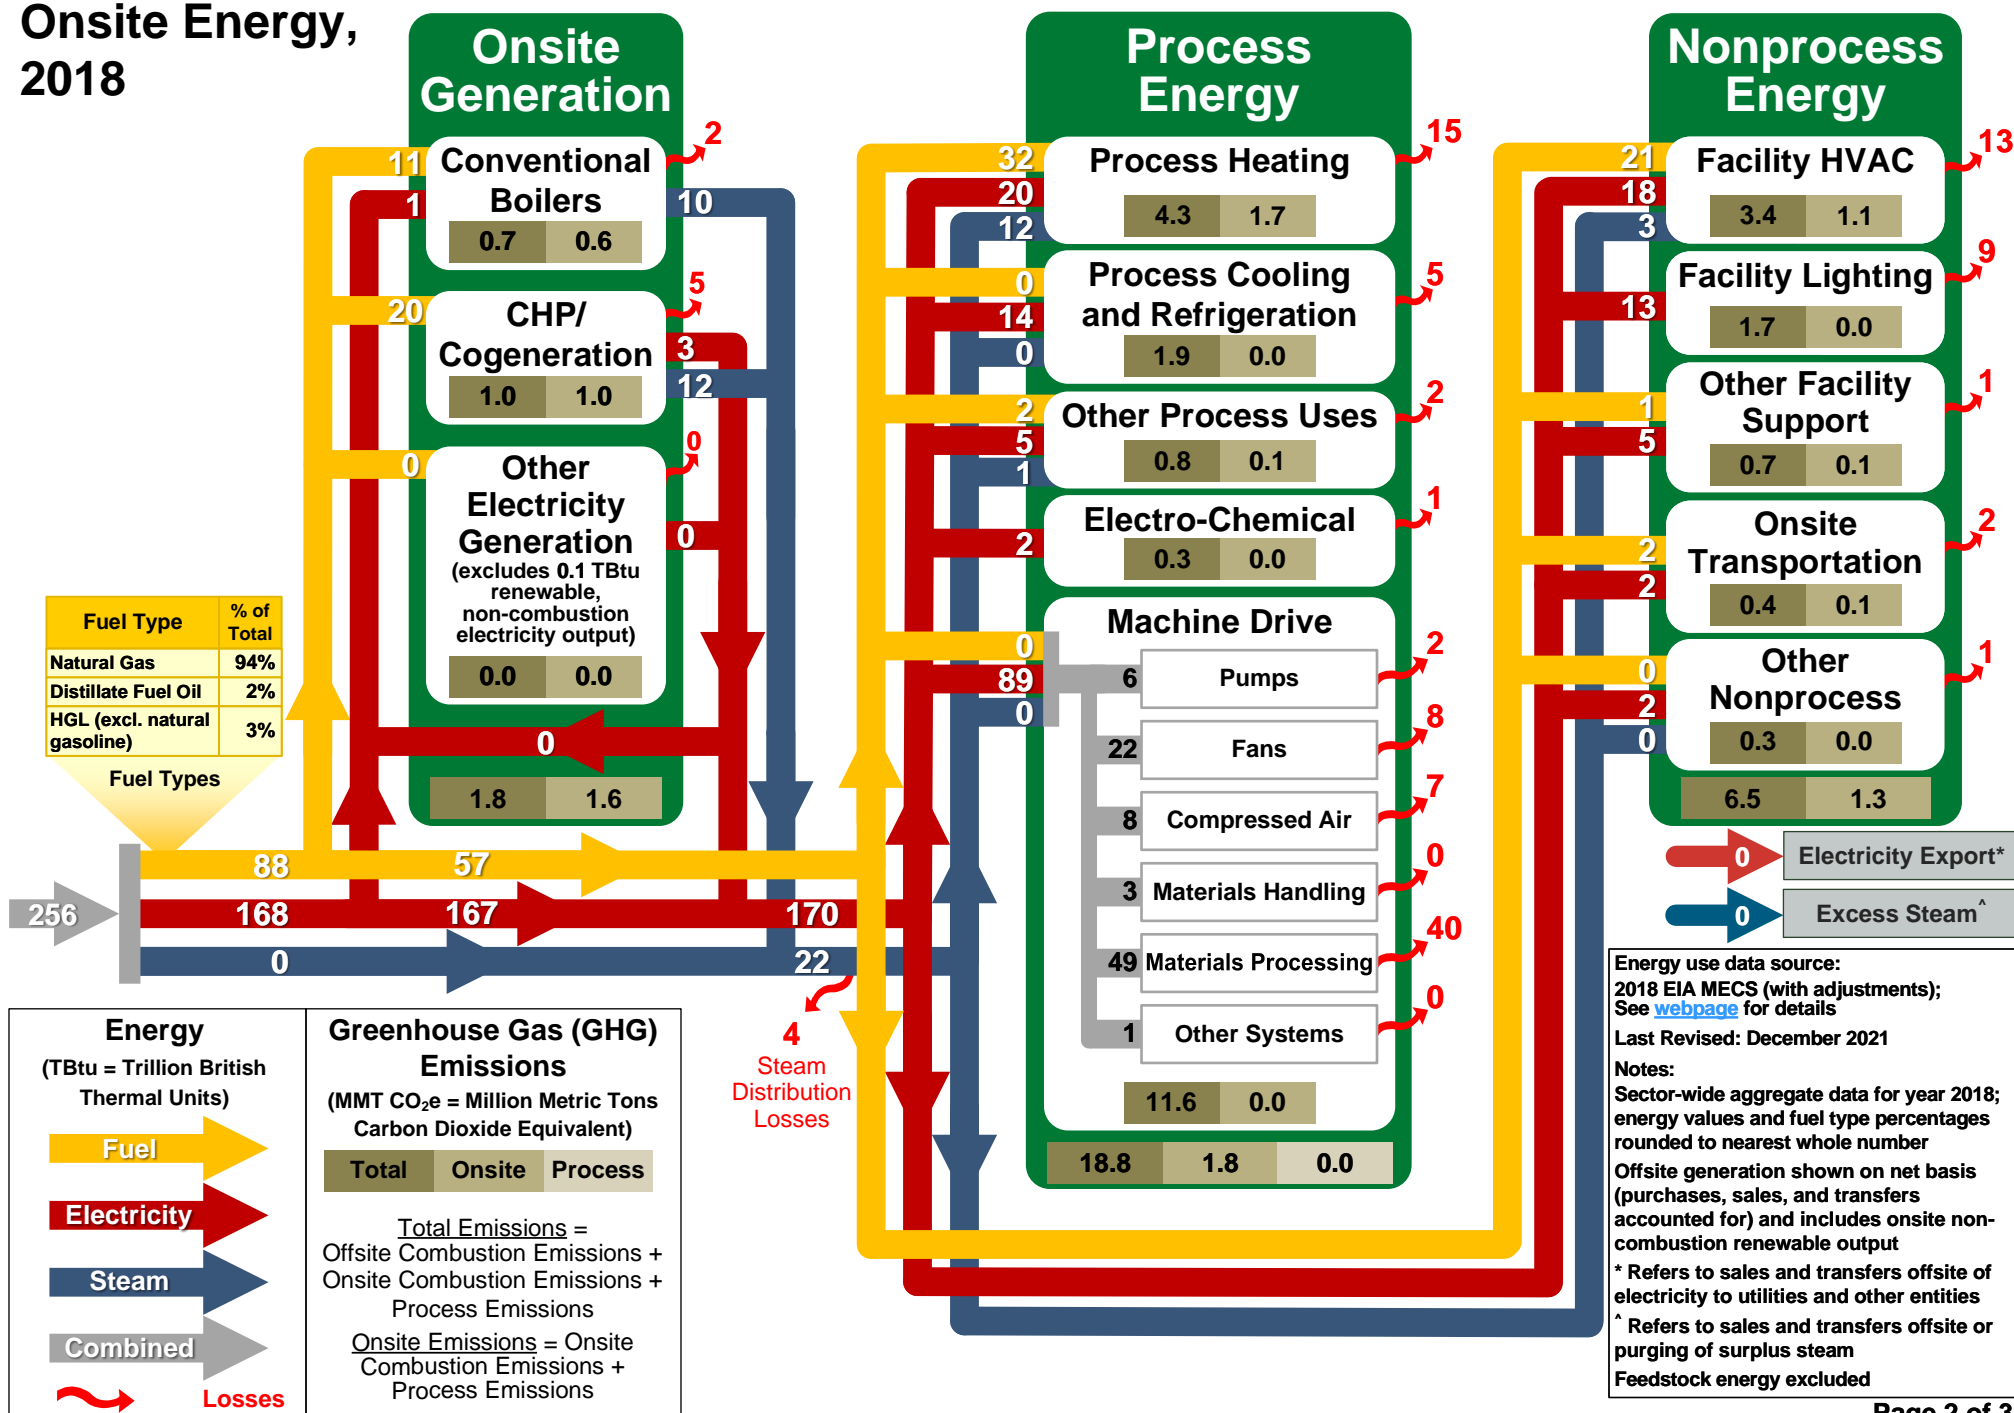 Onsite Energy,
2018
Onsite
Generation
11
1
Conventional
Boilers
0.7 0.6
2
10
20
CHP/
Cogeneration
1.0 1.0
5
3
12
0
Other
Electricity
Generation
(excludes 0.1 TBtu
renewable,
non-combustion
electricity output)
0.0 0.0
0
0
0
1.8 1.6
Fuel Type % of Total
Natural Gas 94%
Distillate Fuel Oil 2%
HGL (excl. natural gasoline) 3%
Fuel Types
256
88 57
168 167 170
0 22
4
Steam
Distribution
Losses
Process
Energy
32
20
12
Process Heating
4.3 1.7
15
0
14
0
Process Cooling
and Refrigeration
1.9 0.0
5
2
5
1
Other Process Uses
0.8 0.1
2
2
Electro-Chemical
0.3 0.0
1
0
89
0
Machine Drive
6 Pumps 2
22 Fans 8
8 Compressed Air 7
3 Materials Handling 0
49 Materials Processing 40
1 Other Systems 0
11.6 0.0
18.8 1.8 0.0
Nonprocess
Energy
21
18
3
Facility HVAC
3.4 1.1
13
13
Facility Lighting
1.7 0.0
9
1
5
Other Facility
Support
0.7 0.1
1
2
2
Onsite
Transportation
0.4 0.1
2
0
2
0
Other
Nonprocess
0.3 0.0
1
6.5 1.3
0 Electricity Export*
0 Excess Steam^
Energy
(TBtu = Trillion British
Thermal Units)
Fuel
Electricity
Steam
Combined
Losses
Greenhouse Gas (GHG)
Emissions
(MMT CO₂e = Million Metric Tons
Carbon Dioxide Equivalent)
Total Onsite Process
Total Emissions =
Offsite Combustion Emissions +
Onsite Combustion Emissions +
Process Emissions
Onsite Emissions = Onsite
Combustion Emissions +
Process Emissions
Energy use data source:
2018 EIA MECS (with adjustments);
See webpage for details
Last Revised: December 2021
Notes:
Sector-wide aggregate data for year 2018;
energy values and fuel type percentages
rounded to nearest whole number
Offsite generation shown on net basis
(purchases, sales, and transfers
accounted for) and includes onsite non-
combustion renewable output
* Refers to sales and transfers offsite of
electricity to utilities and other entities
^ Refers to sales and transfers offsite or
purging of surplus steam
Feedstock energy excluded
Page 2 of 3